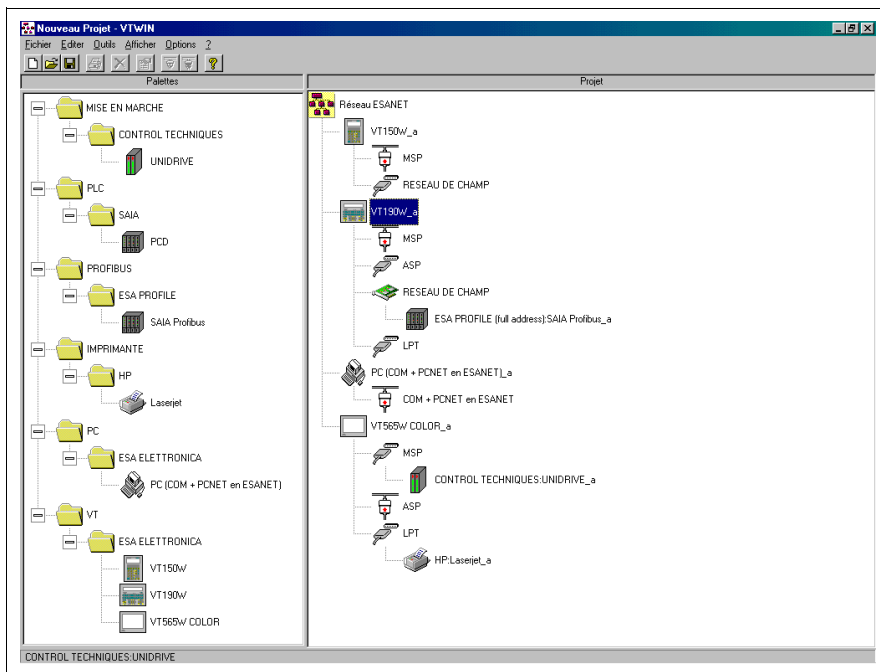 Nouveau Projet - VTWIN
Fichier Editer Outils Afficher Options ?
Palettes
MISE EN MARCHE
CONTROL TECHNIQUES
UNIDRIVE
PLC
SAIA
PCD
PROFIBUS
ESA PROFILE
SAIA Profibus
IMPRIMANTE
HP
Laserjet
PC
ESA ELETTRONICA
PC (COM + PCNET en ESANET)
VT
ESA ELETTRONICA
VT150W
VT190W
VT565W COLOR
Projet
Réseau ESANET
VT150W_a
MSP
RESEAU DE CHAMP
VT190W_a
MSP
ASP
RESEAU DE CHAMP
ESA PROFILE (full address):SAIA Profibus_a
LPT
PC (COM + PCNET en ESANET)_a
COM + PCNET en ESANET
VT565W COLOR_a
MSP
CONTROL TECHNIQUES:UNIDRIVE_a
ASP
LPT
HP:Laserjet_a
CONTROL TECHNIQUES:UNIDRIVE